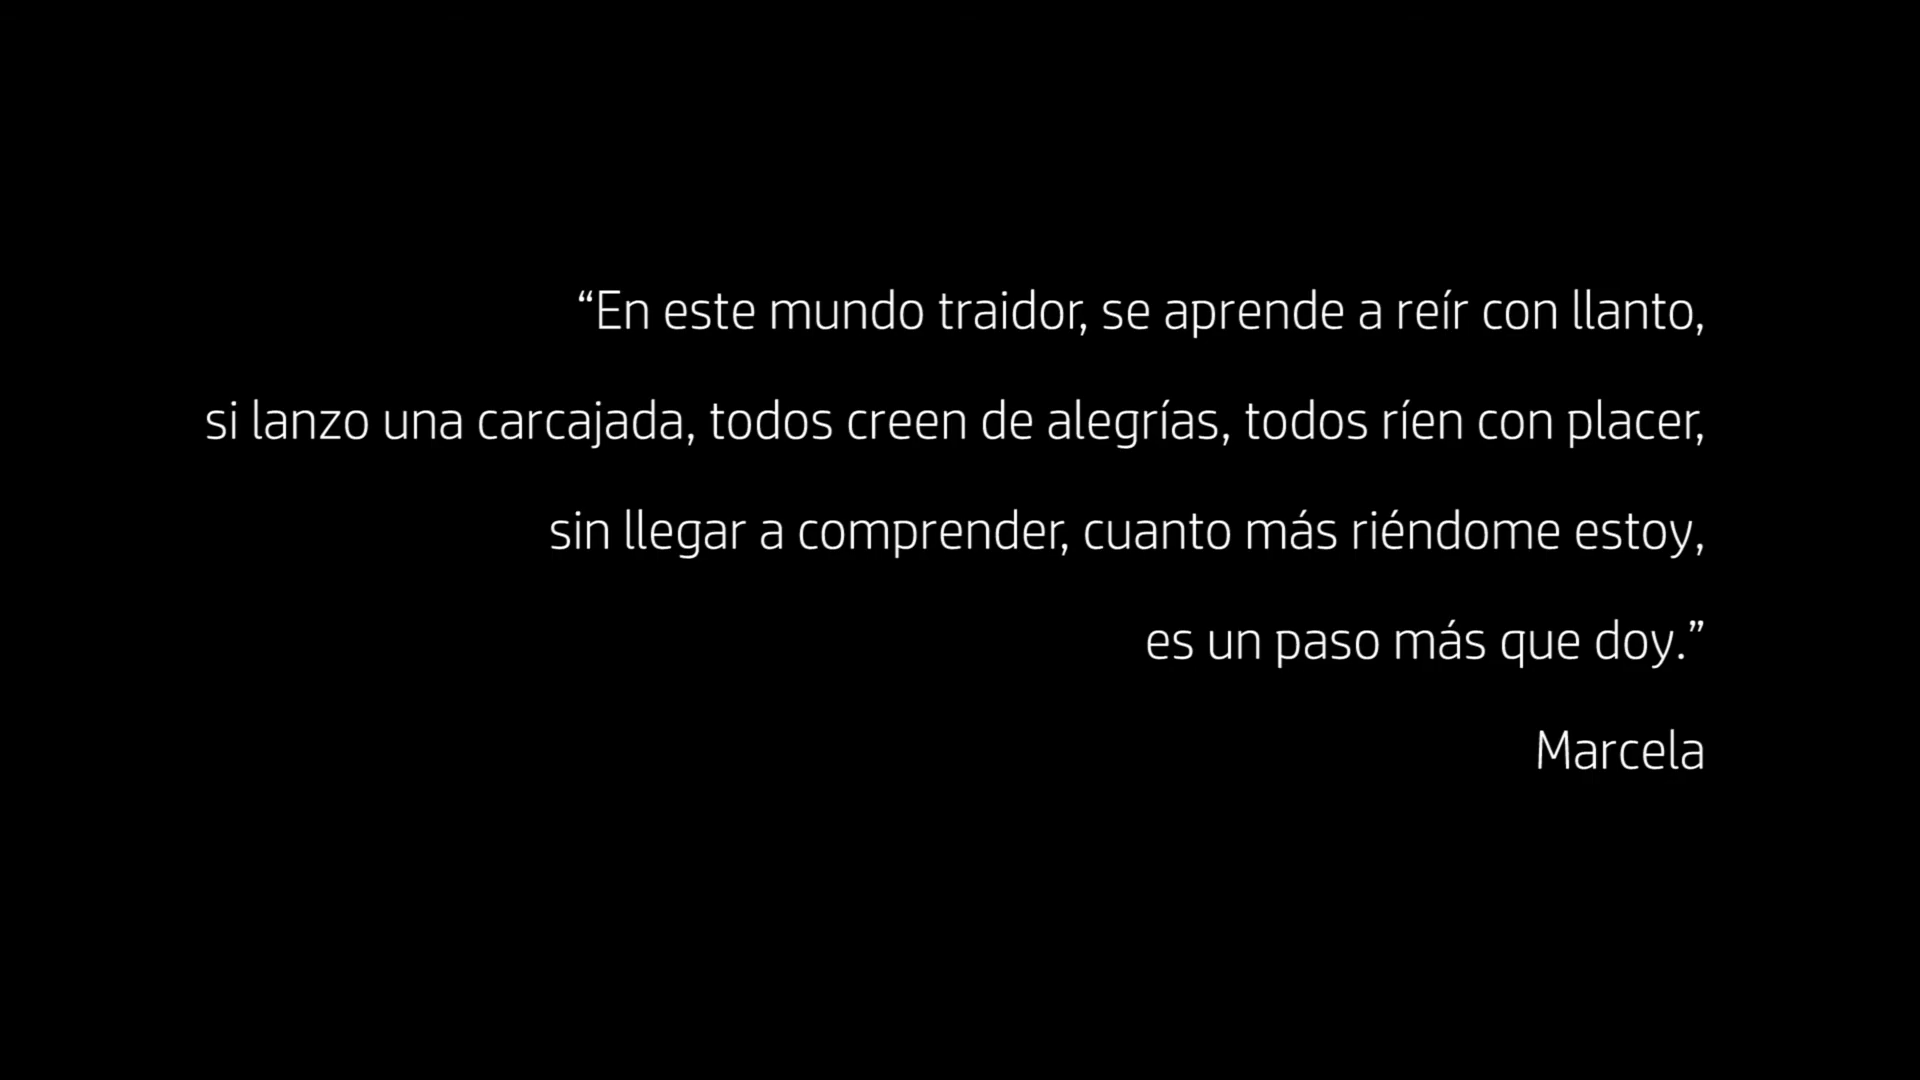 “En este mundo traidor, se aprende a reír con llanto,
si lanzo una carcajada, todos creen de alegrías, todos ríen con placer,
sin llegar a comprender, cuanto más riéndome estoy,
es un paso más que doy.”
Marcela